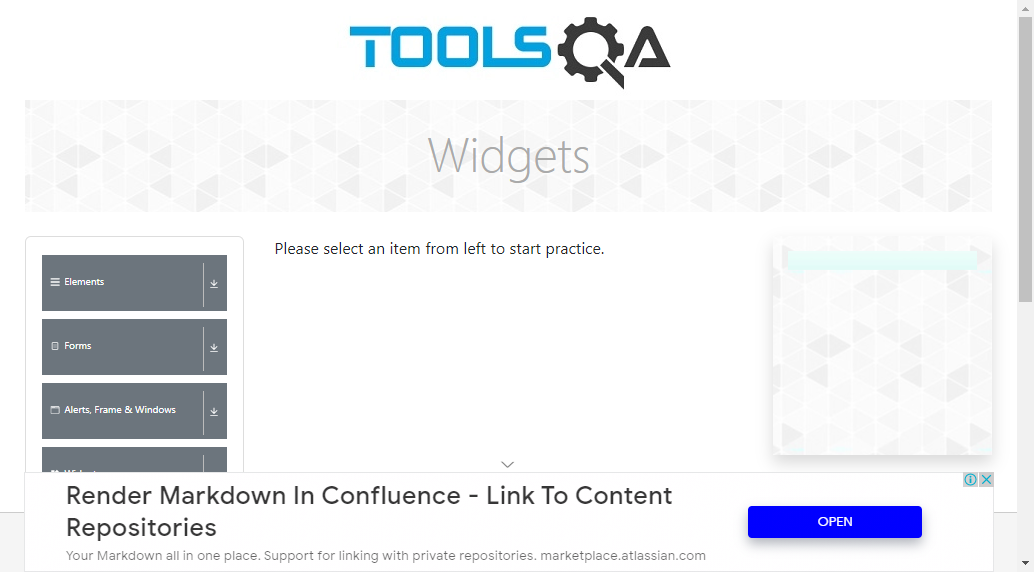 TOOLSQA
Widgets
Please select an item from left to start practice.
Elements
Forms
Alerts, Frame & Windows
Render Markdown In Confluence - Link To Content
Repositories
OPEN
Your Markdown all in one place. Support for linking with private repositories. marketplace.atlassian.com